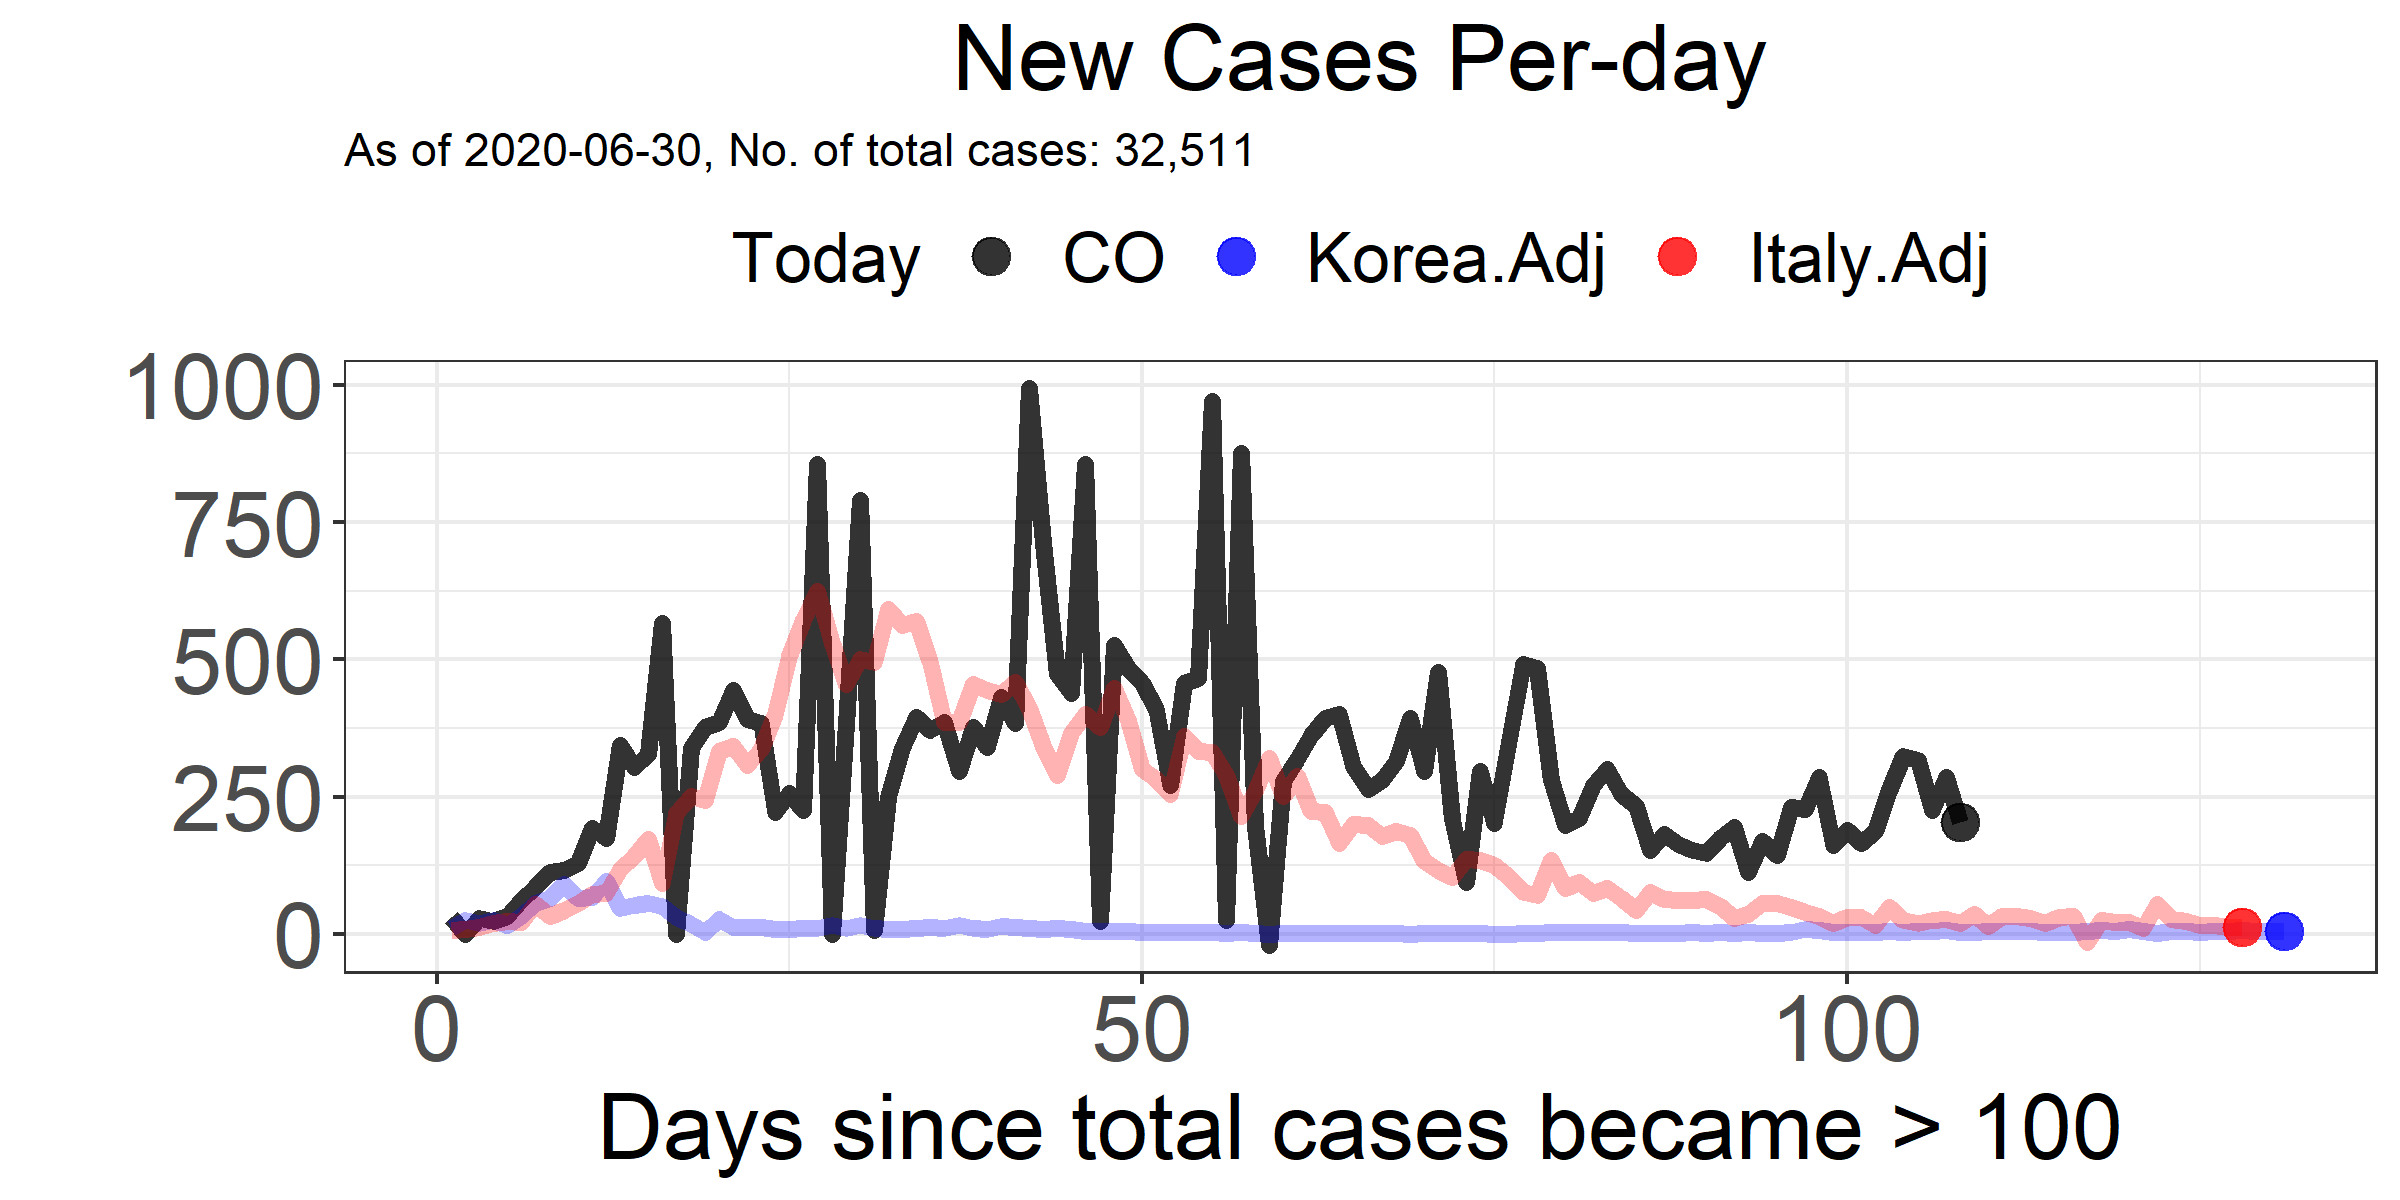 New Cases Per-day
As of 2020-06-30, No. of total cases: 32,511
Today CO Korea.Adj Italy.Adj
1000
750
500
250
0
0 50 100
Days since total cases became > 100